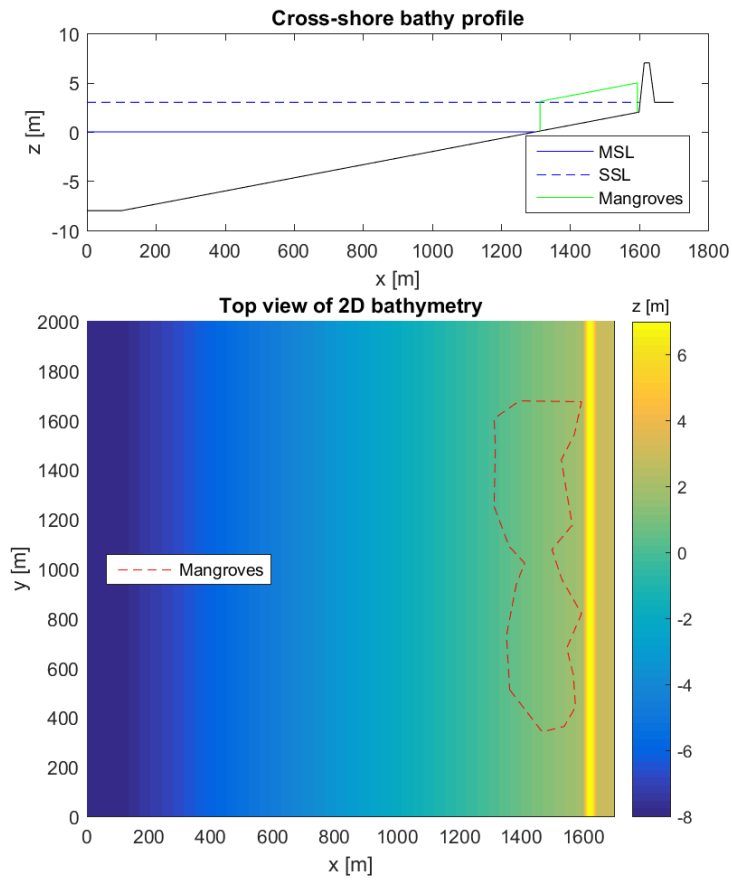 Cross-shore bathy profile
10
5
0
-5
-10
z [m]
MSL
SSL
Mangroves
0 200 400 600 800 1000 1200 1400 1600 1800
x [m]
Top view of 2D bathymetry
z [m]
2000
1800
1600
1400
1200
1000
800
600
400
200
0
y [m]
Mangroves
6
4
2
0
-2
-4
-6
-8
0 200 400 600 800 1000 1200 1400 1600
x [m]